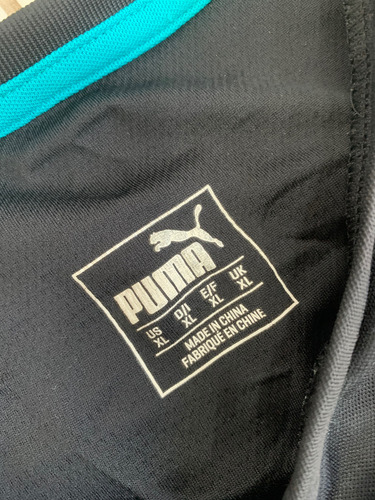 PUMA
US D/I E/F UK
XL XL XL XL
MADE IN CHINA
FABRIQUÉ EN CHINE